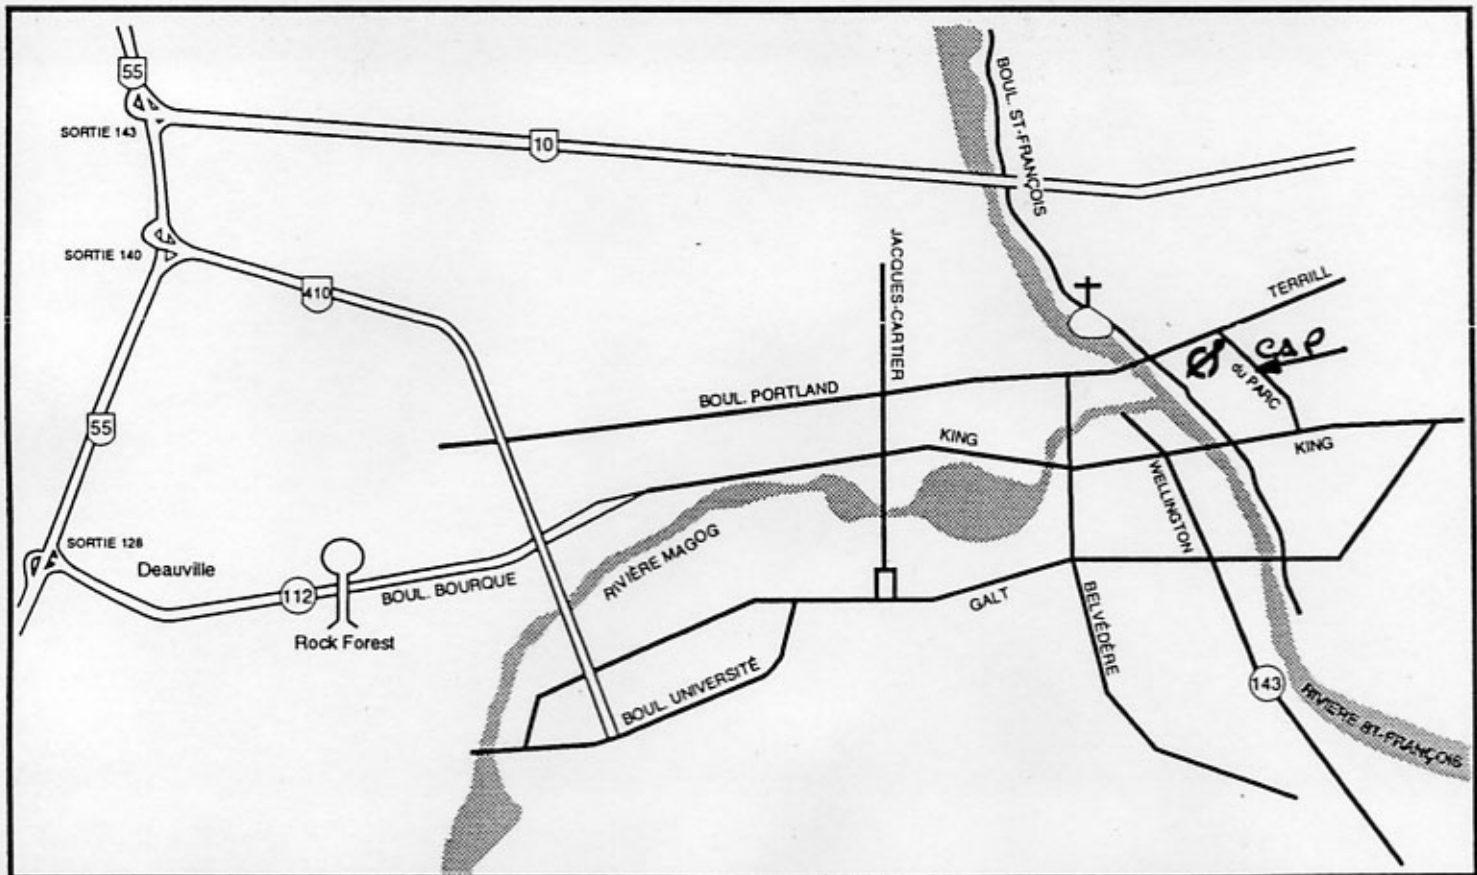 55
SORTIE 143
10
BOUL. ST-FRANÇOIS
SORTIE 140
410
JACQUES-CARTIER
TERRILL
CAP
du PARC
BOUL. PORTLAND
55
KING
KING
WELLINGTON
SORTIE 128
Deauville
112
BOUL. BOURQUE
RIVIÈRE MAGOG
Rock Forest
GALT
BELVÉDÈRE
BOUL. UNIVERSITÉ
143
RIVIÈRE ST-FRANÇOIS